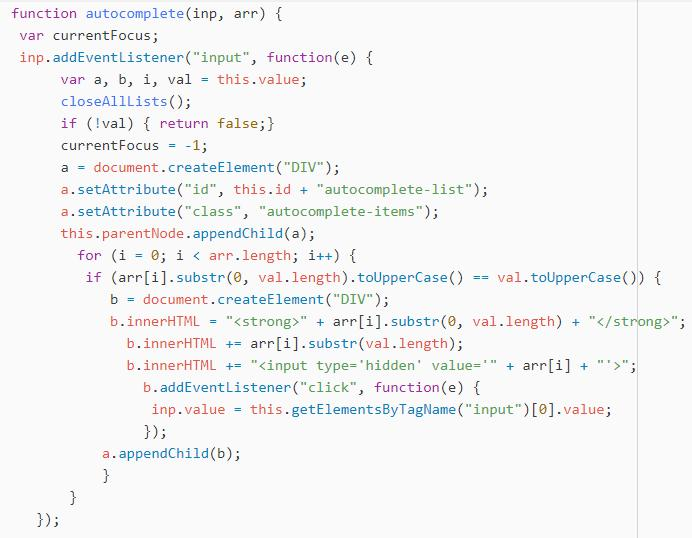 function autocomplete(inp, arr) {
var currentFocus;
inp.addEventListener("input", function(e) {
var a, b, i, val = this.value;
closeAllLists();
if (!val) { return false;}
currentFocus = -1;
a = document.createElement("DIV");
a.setAttribute("id", this.id + "autocomplete-list");
a.setAttribute("class", "autocomplete-items");
this.parentNode.appendChild(a);
for (i = 0; i < arr.length; i++) {
if (arr[i].substr(0, val.length).toUpperCase() == val.toUpperCase()) {
b = document.createElement("DIV");
b.innerHTML = "<strong>" + arr[i].substr(0, val.length) + "</strong>";
b.innerHTML += arr[i].substr(val.length);
b.innerHTML += "<input type='hidden' value='" + arr[i] + "'>";
b.addEventListener("click", function(e) {
inp.value = this.getElementsByTagName("input")[0].value;
});
a.appendChild(b);
}
}
});